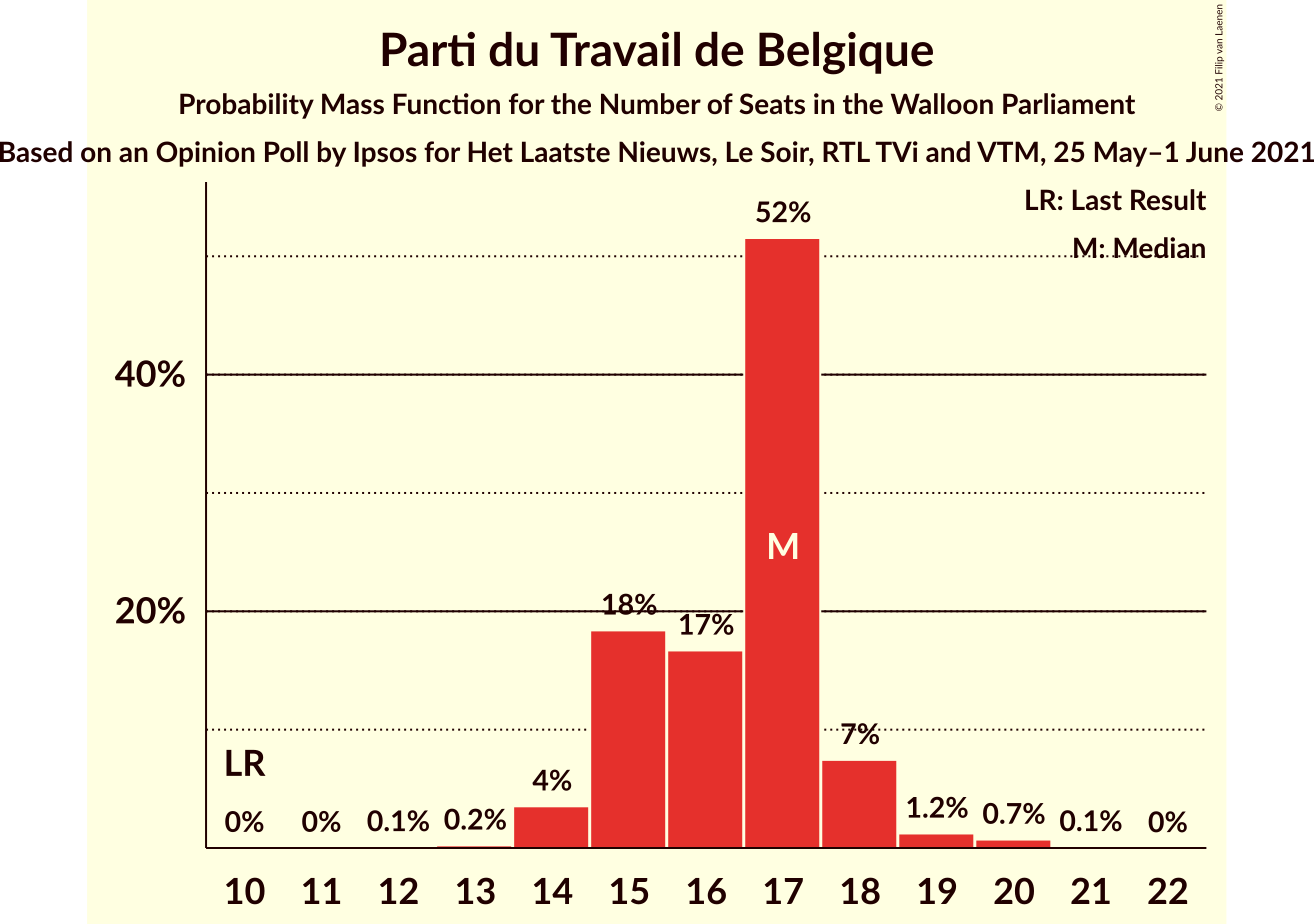 Parti du Travail de Belgique
Probability Mass Function for the Number of Seats in the Walloon Parliament
Based on an Opinion Poll by Ipsos for Het Laatste Nieuws, Le Soir, RTL TVi and VTM, 25 May–1 June 2021
© 2021 Filip van Laenen
LR: Last Result
M: Median
52%
40%
M
20%
18%
17%
7%
LR
4%
0%
0%
0.1%
0.2%
1.2%
0.7%
0.1%
0%
10 11 12 13 14 15 16 17 18 19 20 21 22